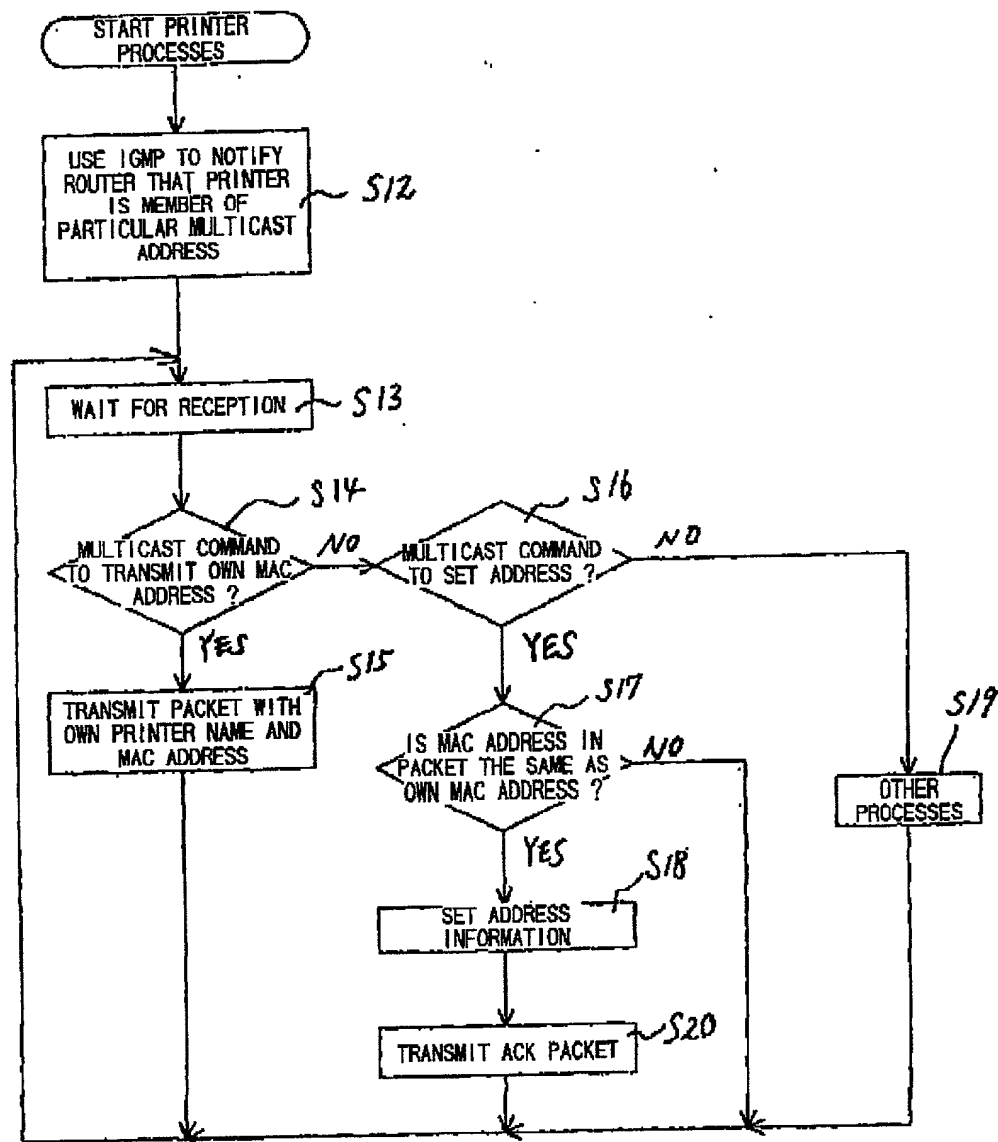 START PRINTER
PROCESSES
USE IGMP TO NOTIFY
ROUTER THAT PRINTER
IS MEMBER OF
PARTICULAR MULTICAST
ADDRESS
S12
WAIT FOR RECEPTION
S13
S14
MULTICAST COMMAND
TO TRANSMIT OWN MAC
ADDRESS ?
NO
YES
S15
TRANSMIT PACKET WITH
OWN PRINTER NAME AND
MAC ADDRESS
S16
MULTICAST COMMAND
TO SET ADDRESS ?
NO
YES
S17
IS MAC ADDRESS IN
PACKET THE SAME AS
OWN MAC ADDRESS ?
NO
YES
S18
SET ADDRESS
INFORMATION
S20
TRANSMIT ACK PACKET
S19
OTHER
PROCESSES